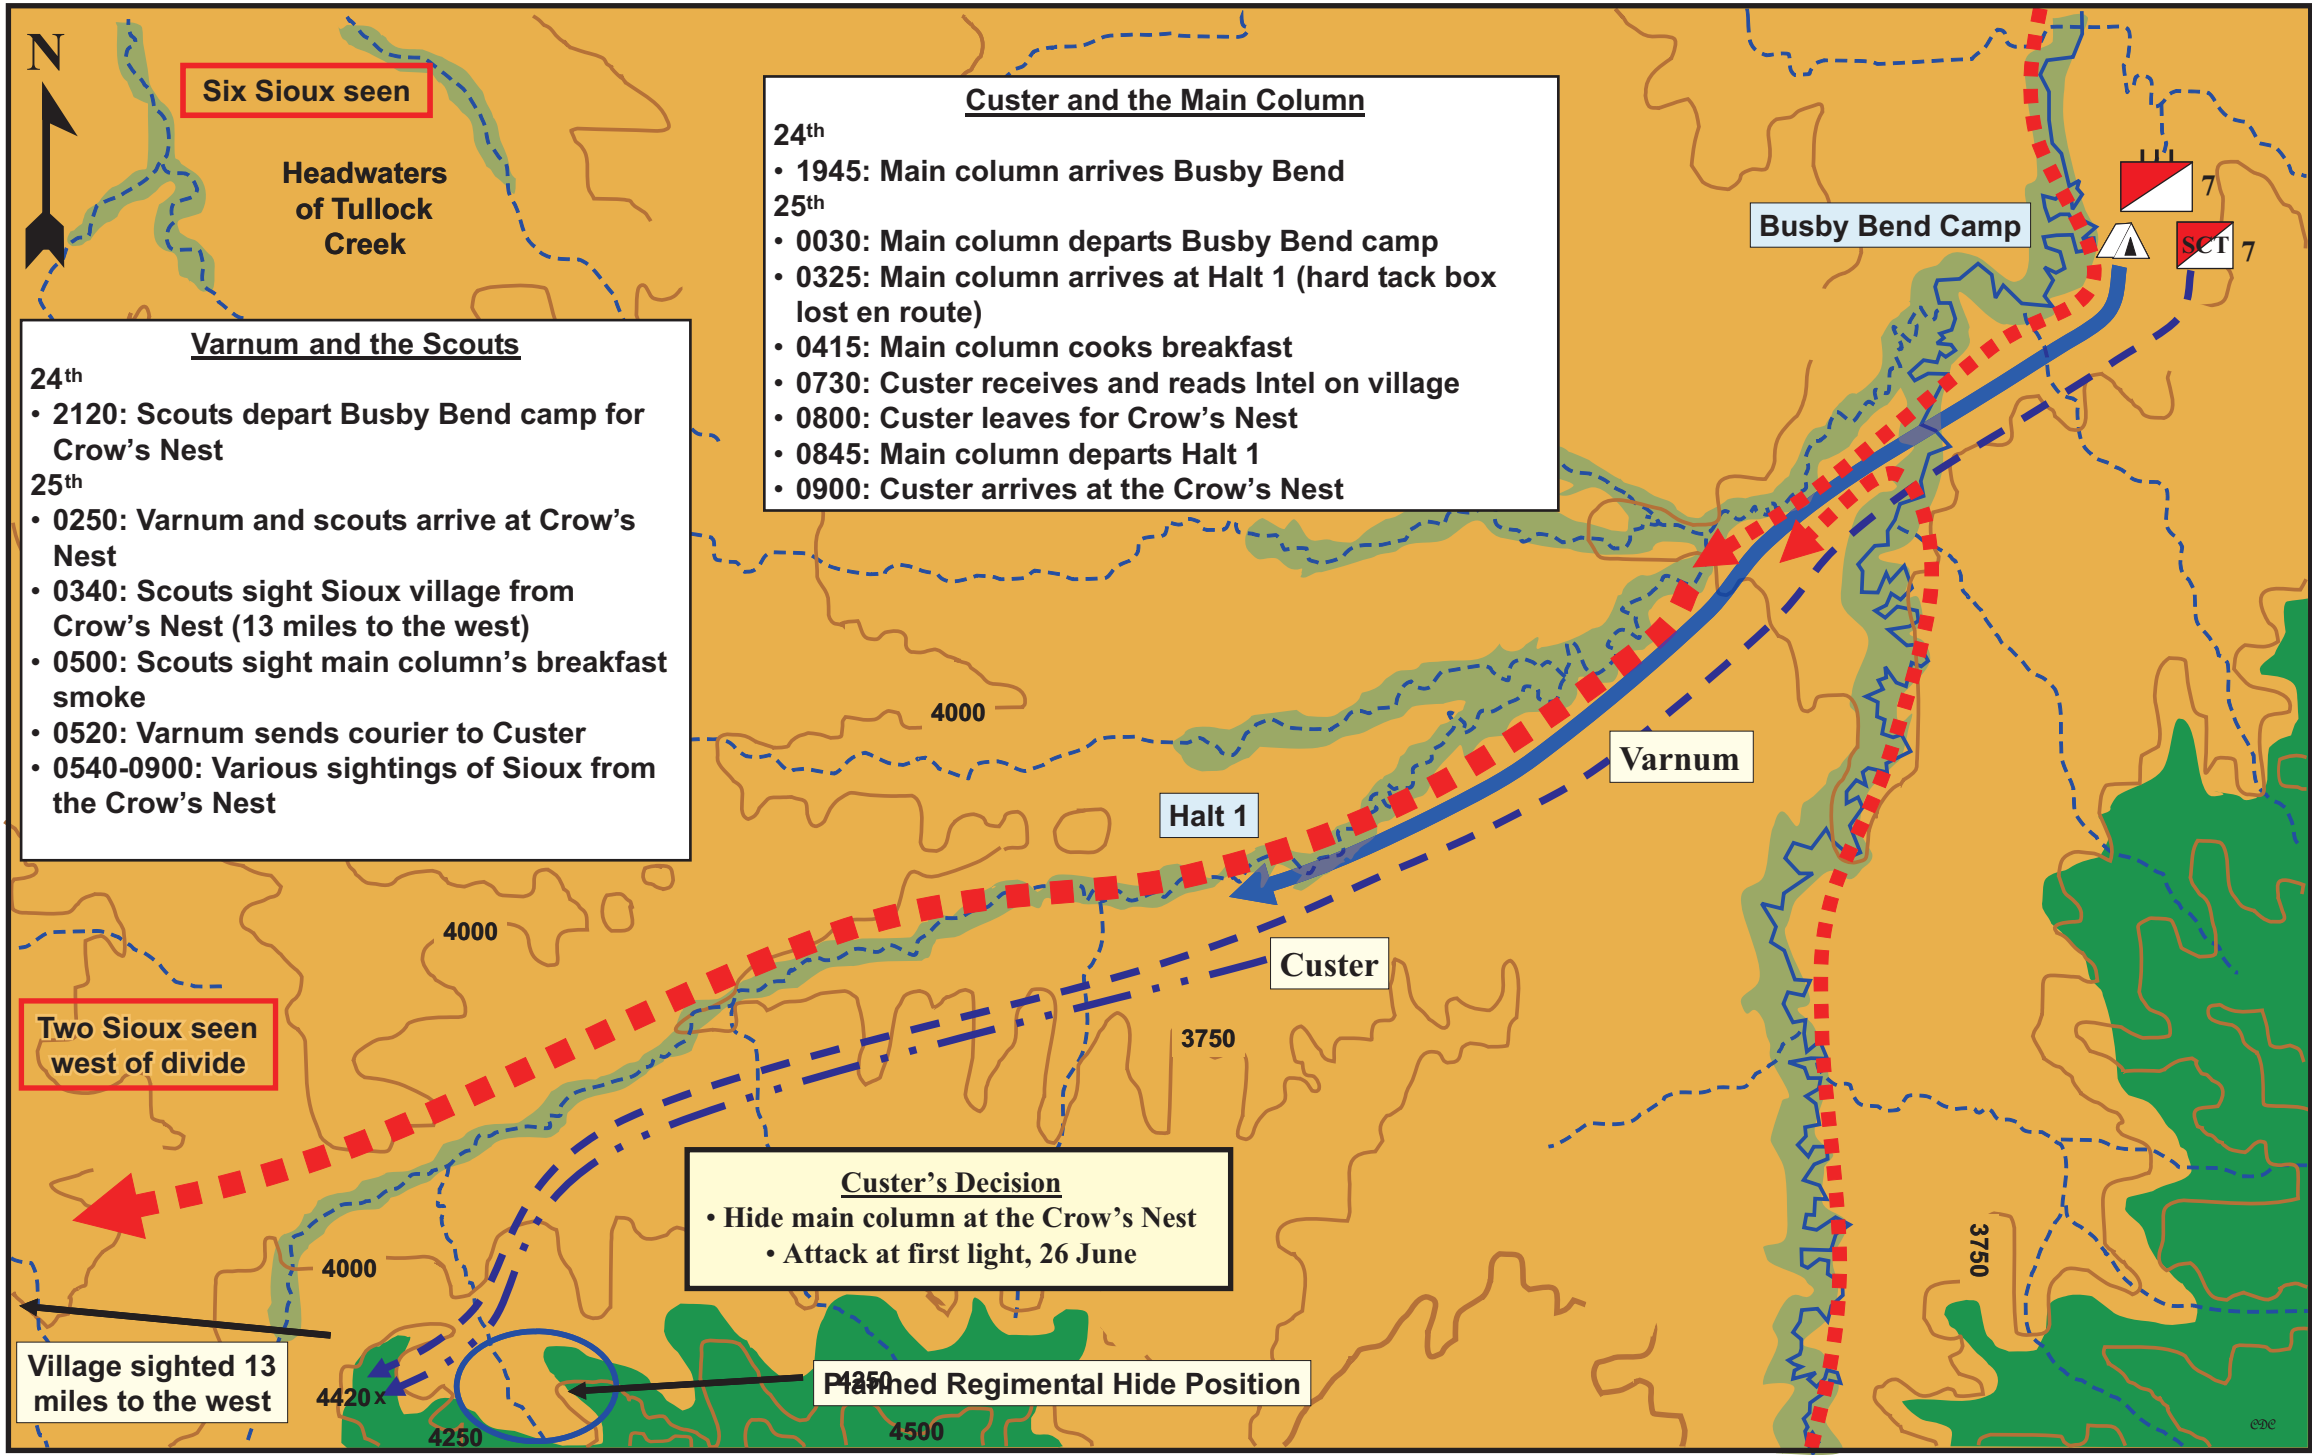 N
Six Sioux seen
Headwaters
of Tullock
Creek
Custer and the Main Column
24th
• 1945: Main column arrives Busby Bend
25th
• 0030: Main column departs Busby Bend camp
• 0325: Main column arrives at Halt 1 (hard tack box
lost en route)
• 0415: Main column cooks breakfast
• 0730: Custer receives and reads Intel on village
• 0800: Custer leaves for Crow's Nest
• 0845: Main column departs Halt 1
• 0900: Custer arrives at the Crow's Nest
Busby Bend Camp
7
SCT
7
Varnum and the Scouts
24th
• 2120: Scouts depart Busby Bend camp for
Crow's Nest
25th
• 0250: Varnum and scouts arrive at Crow's
Nest
• 0340: Scouts sight Sioux village from
Crow's Nest (13 miles to the west)
• 0500: Scouts sight main column's breakfast
smoke
• 0520: Varnum sends courier to Custer
• 0540-0900: Various sightings of Sioux from
the Crow's Nest
4000
Varnum
Halt 1
4000
Custer
Two Sioux seen
west of divide
3750
Custer's Decision
• Hide main column at the Crow's Nest
• Attack at first light, 26 June
3750
4000
Village sighted 13
miles to the west
4420 x
4250
Planned Regimental Hide Position
4250
4500
CDC